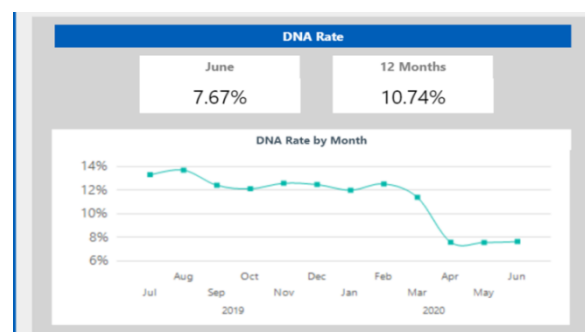 DNA Rate
June
7.67%
12 Months
10.74%
DNA Rate by Month
14%
12%
10%
8%
6%
Aug Oct Dec Feb Apr Jun
Jul Sep Nov Jan Mar May
2019 2020